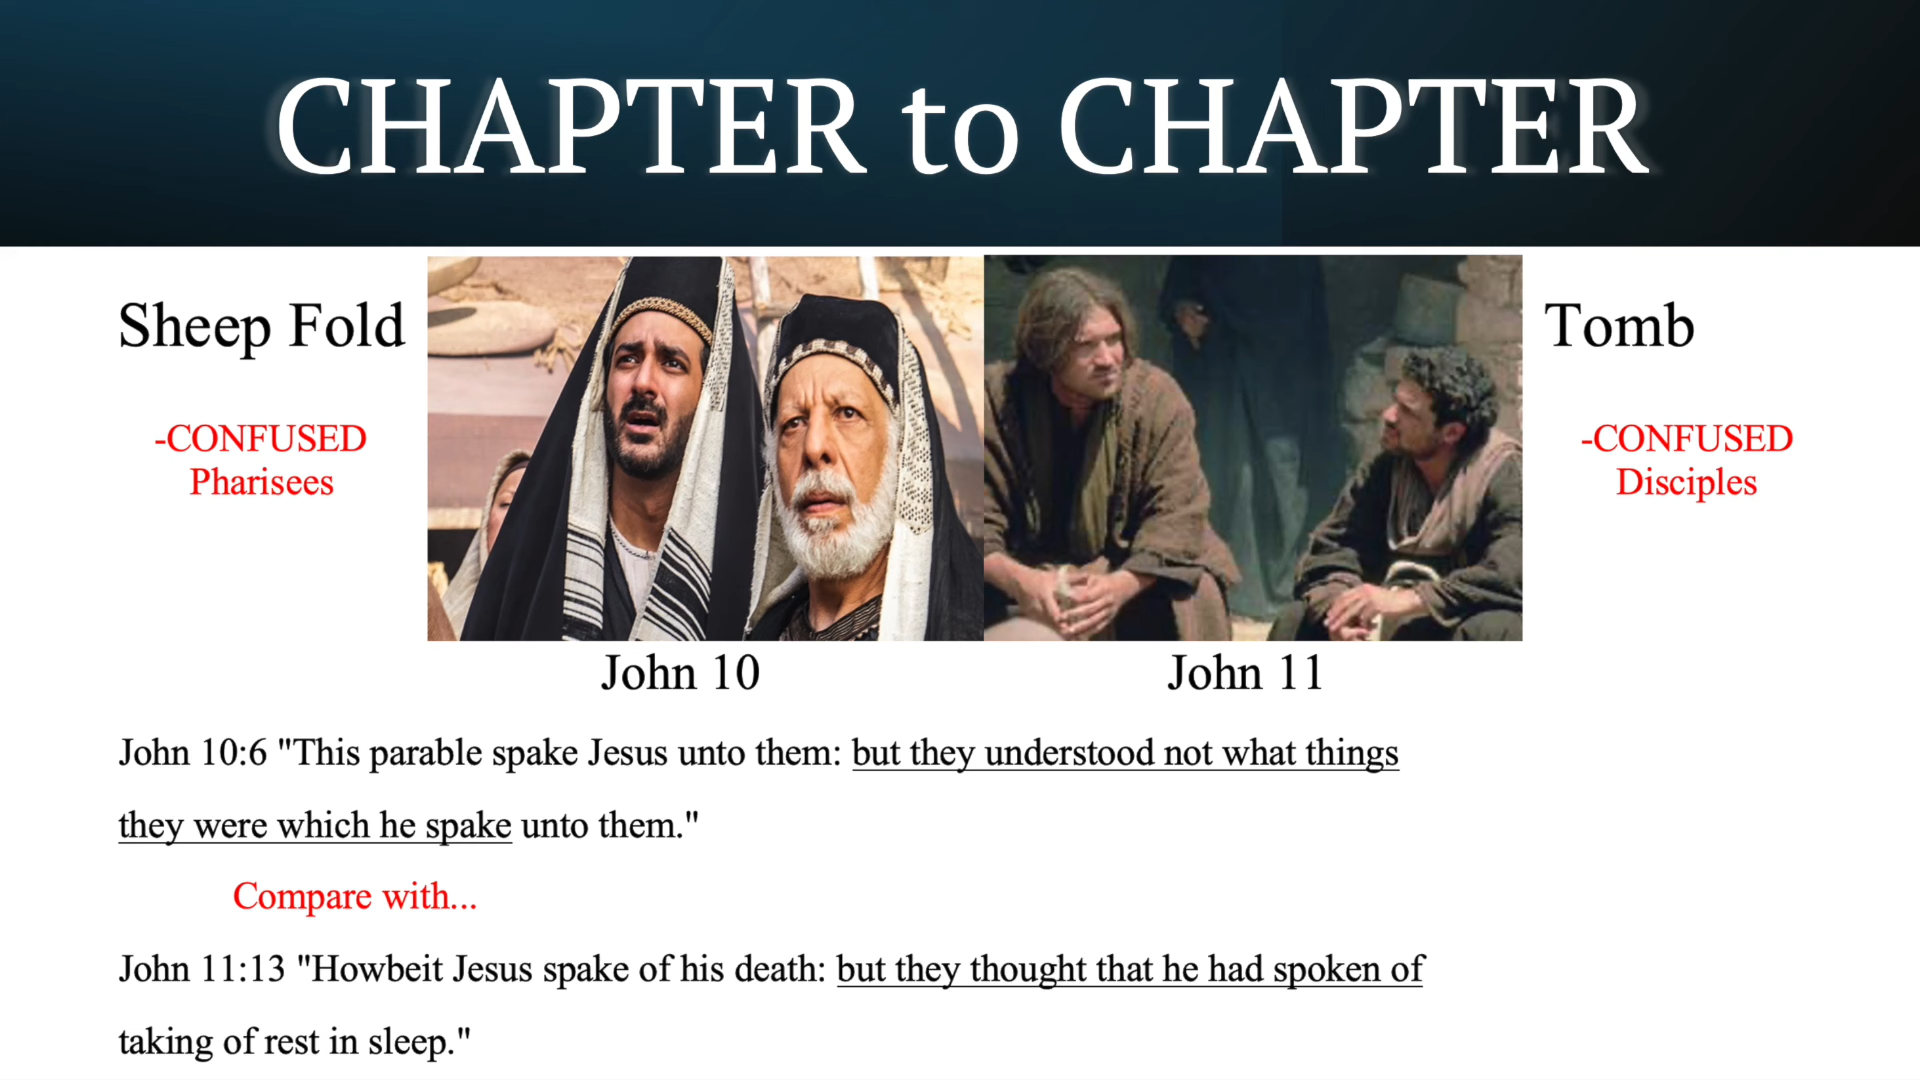 CHAPTER to CHAPTER
Sheep Fold
Tomb
-CONFUSED
Pharisees
-CONFUSED
Disciples
John 10
John 11
John 10:6 "This parable spake Jesus unto them: but they understood not what things
they were which he spake unto them."
Compare with...
John 11:13 "Howbeit Jesus spake of his death: but they thought that he had spoken of
taking of rest in sleep."